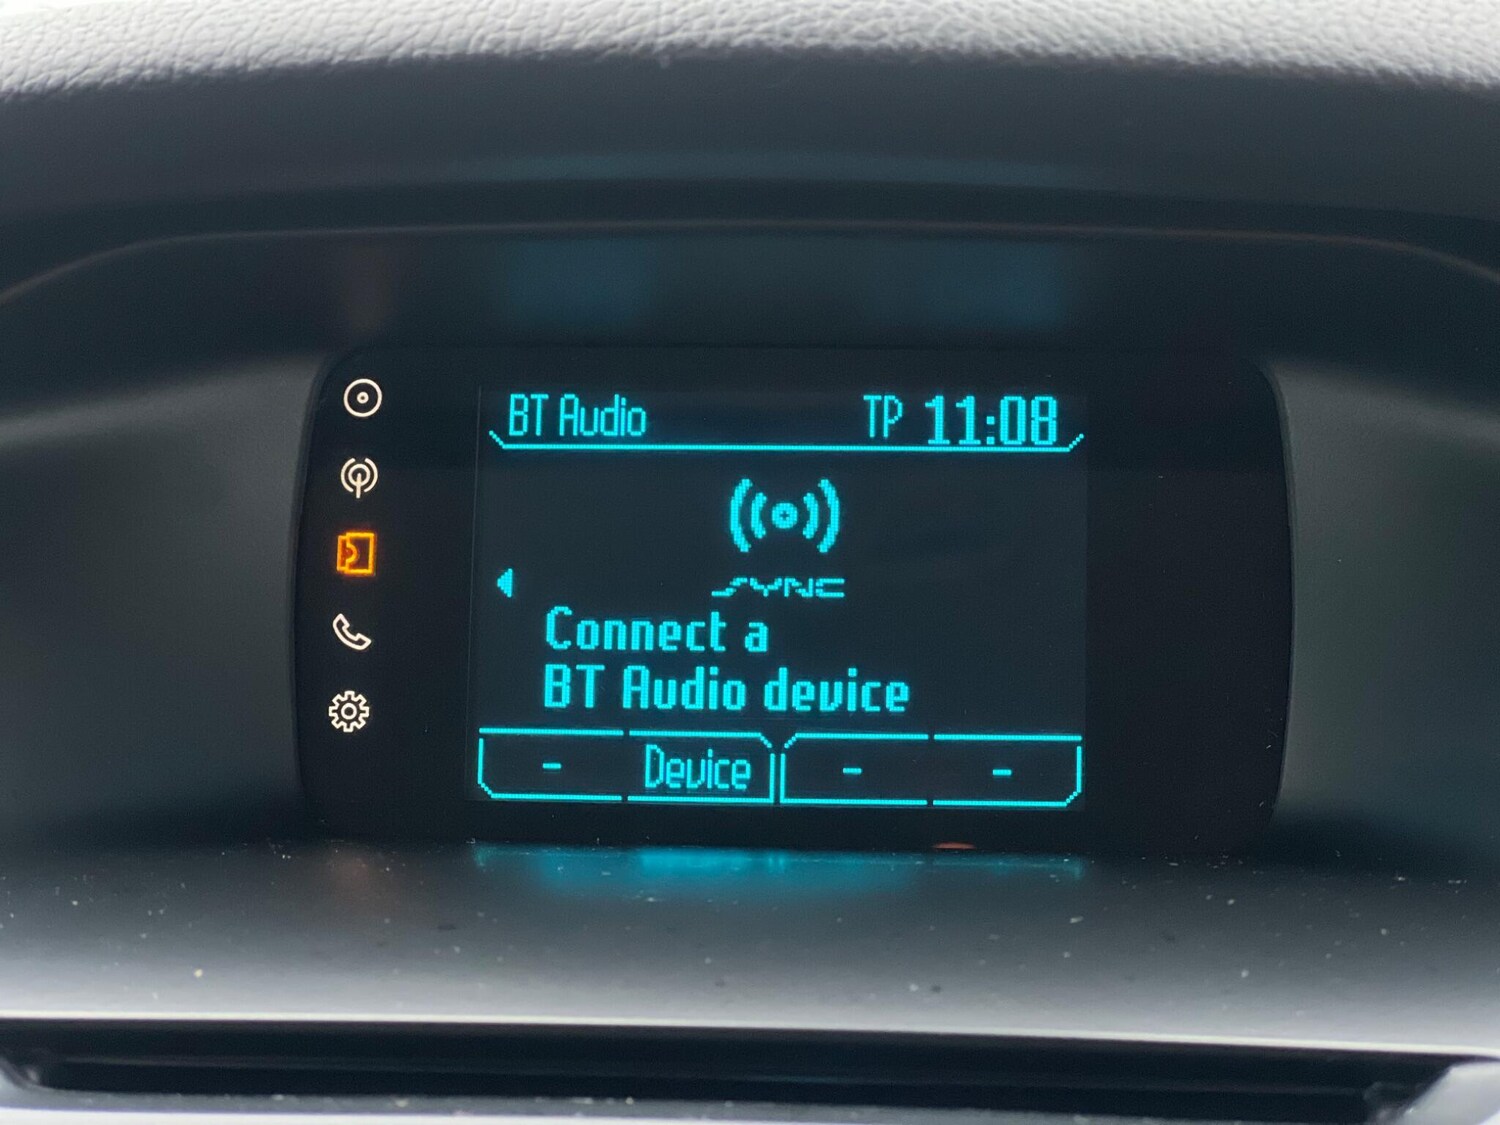 BT Audio TP 11:08
SYNC
Connect a
BT Audio device
- Device - -